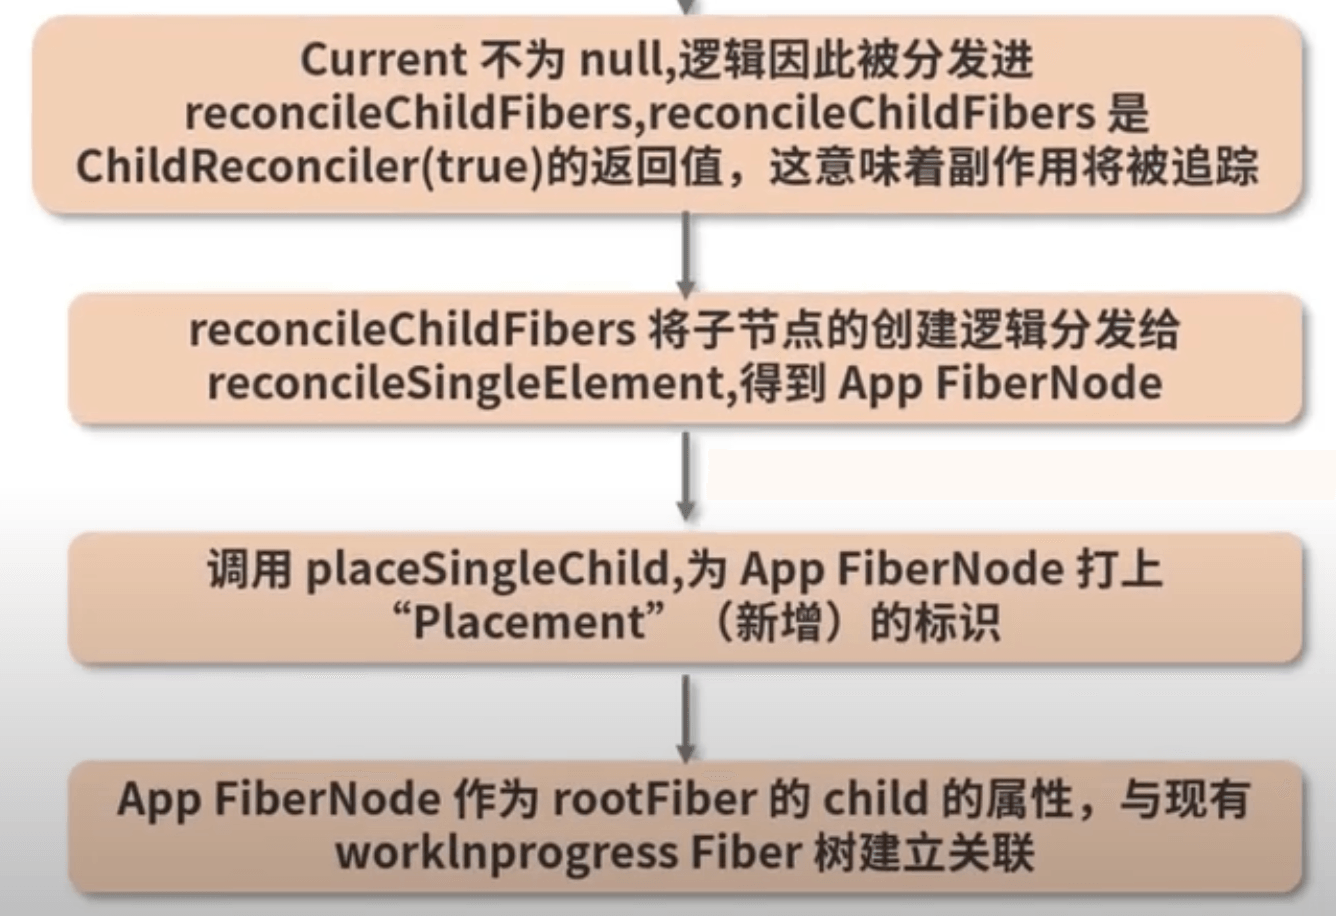 Current 不为 null,逻辑因此被分发进
reconcileChildFibers,reconcileChildFibers 是
ChildReconciler(true)的返回值，这意味着副作用将被追踪
reconcileChildFibers 将子节点的创建逻辑分发给
reconcileSingleElement,得到 App FiberNode
调用 placeSingleChild,为 App FiberNode 打上
“Placement”（新增）的标识
App FiberNode 作为 rootFiber 的 child 的属性，与现有
workInprogress Fiber 树建立关联